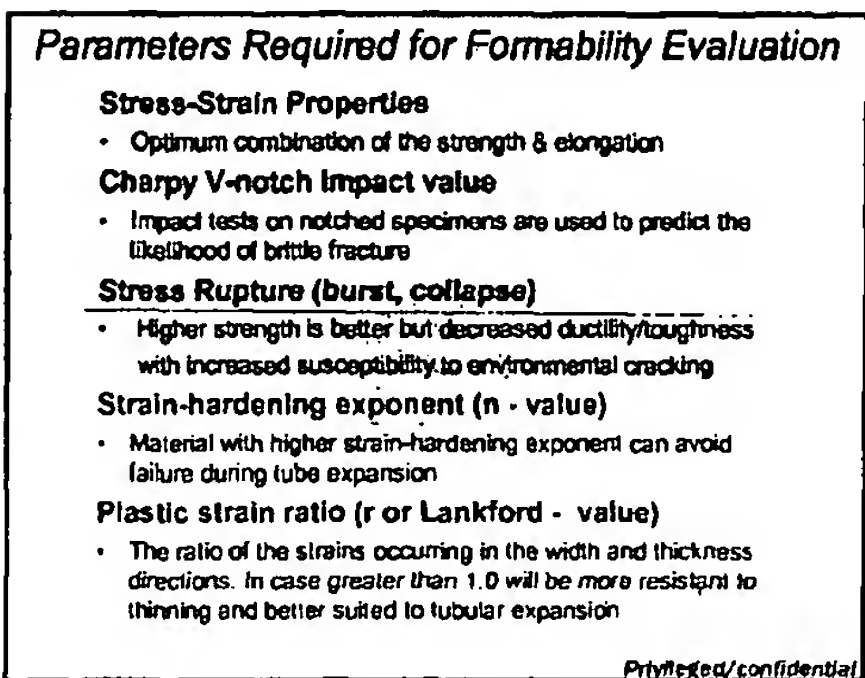 Parameters Required for Formability Evaluation
Stress-Strain Properties
• Optimum combination of the strength & elongation
Charpy V-notch Impact value
• Impact tests on notched specimens are used to predict the
likelihood of brittle fracture
Stress Rupture (burst, collapse)
• Higher strength is better but decreased ductility/toughness
with increased susceptibility to environmental cracking
Strain-hardening exponent (n - value)
• Material with higher strain-hardening exponent can avoid
failure during tube expansion
Plastic strain ratio (r or Lankford - value)
• The ratio of the strains occurring in the width and thickness
directions. In case greater than 1.0 will be more resistant to
thinning and better suited to tubular expansion
Privileged/confidential